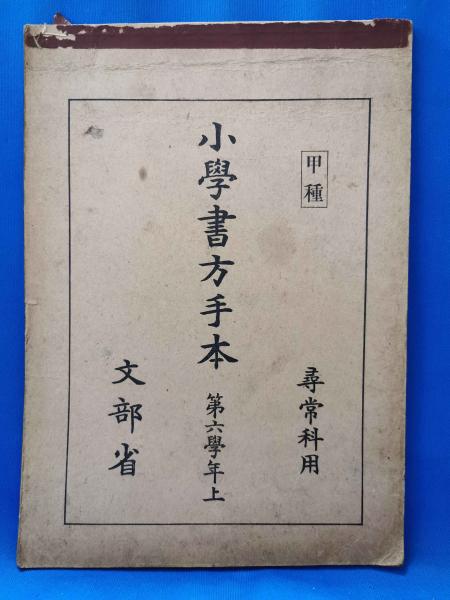 甲種
尋常科用
小學書方手本 第六學年上
文部省